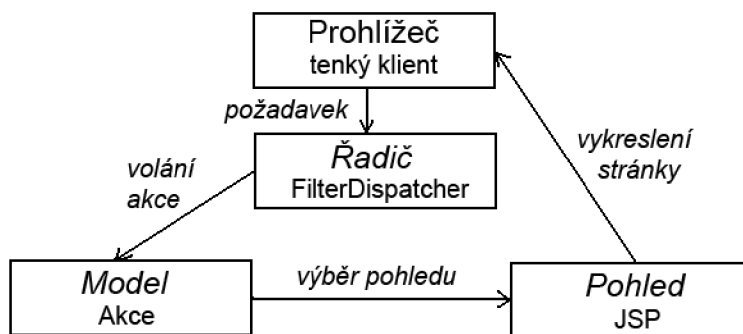 Prohlížeč
tenký klient
požadavek
Řadič
FilterDispatcher
vykreslení
stránky
volání
akce
Model
Akce
výběr pohledu
Pohled
JSP